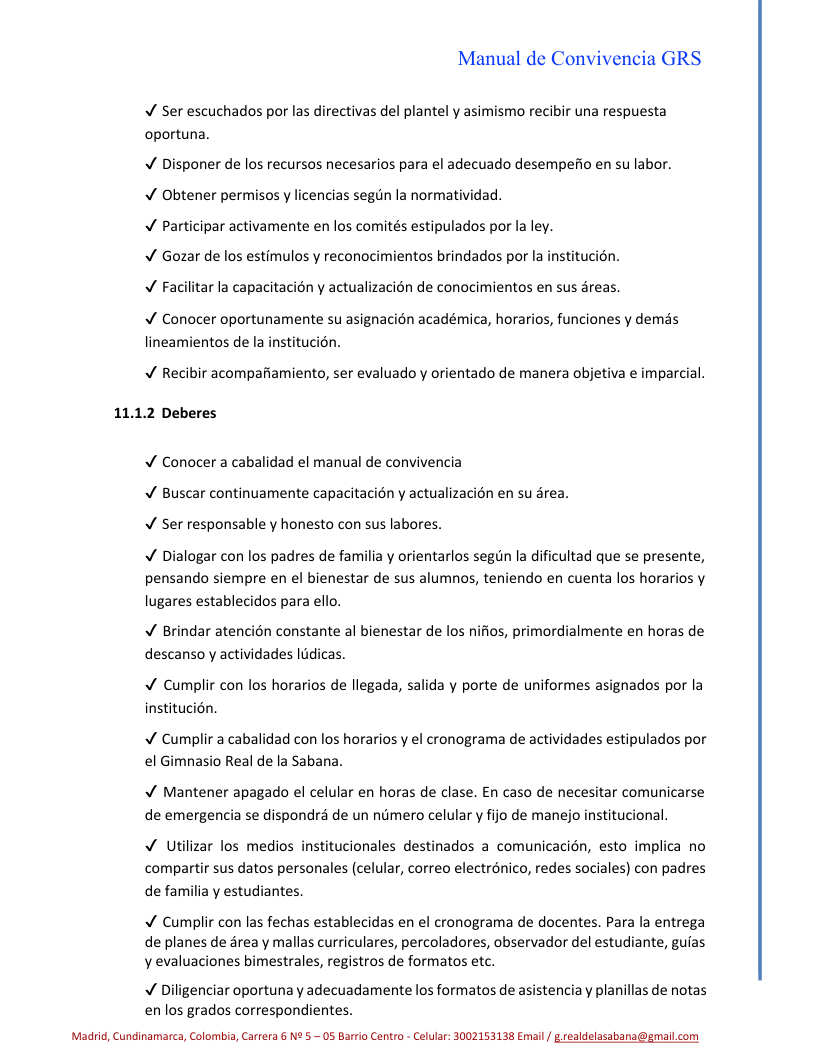 Manual de Convivencia GRS
✓ Ser escuchados por las directivas del plantel y asimismo recibir una respuesta
oportuna.
✓ Disponer de los recursos necesarios para el adecuado desempeño en su labor.
✓ Obtener permisos y licencias según la normatividad.
✓ Participar activamente en los comités estipulados por la ley.
✓ Gozar de los estímulos y reconocimientos brindados por la institución.
✓ Facilitar la capacitación y actualización de conocimientos en sus áreas.
✓ Conocer oportunamente su asignación académica, horarios, funciones y demás
lineamientos de la institución.
✓ Recibir acompañamiento, ser evaluado y orientado de manera objetiva e imparcial.
11.1.2 Deberes
✓ Conocer a cabalidad el manual de convivencia
✓ Buscar continuamente capacitación y actualización en su área.
✓ Ser responsable y honesto con sus labores.
✓ Dialogar con los padres de familia y orientarlos según la dificultad que se presente,
pensando siempre en el bienestar de sus alumnos, teniendo en cuenta los horarios y
lugares establecidos para ello.
✓ Brindar atención constante al bienestar de los niños, primordialmente en horas de
descanso y actividades lúdicas.
✓ Cumplir con los horarios de llegada, salida y porte de uniformes asignados por la
institución.
✓ Cumplir a cabalidad con los horarios y el cronograma de actividades estipulados por
el Gimnasio Real de la Sabana.
✓ Mantener apagado el celular en horas de clase. En caso de necesitar comunicarse
de emergencia se dispondrá de un número celular y fijo de manejo institucional.
✓ Utilizar los medios institucionales destinados a comunicación, esto implica no
compartir sus datos personales (celular, correo electrónico, redes sociales) con padres
de familia y estudiantes.
✓ Cumplir con las fechas establecidas en el cronograma de docentes. Para la entrega
de planes de área y mallas curriculares, percoladores, observador del estudiante, guías
y evaluaciones bimestrales, registros de formatos etc.
✓ Diligenciar oportuna y adecuadamente los formatos de asistencia y planillas de notas
en los grados correspondientes.
Madrid, Cundinamarca, Colombia, Carrera 6 Nº 5 – 05 Barrio Centro - Celular: 3002153138 Email / g.realdelasabana@gmail.com